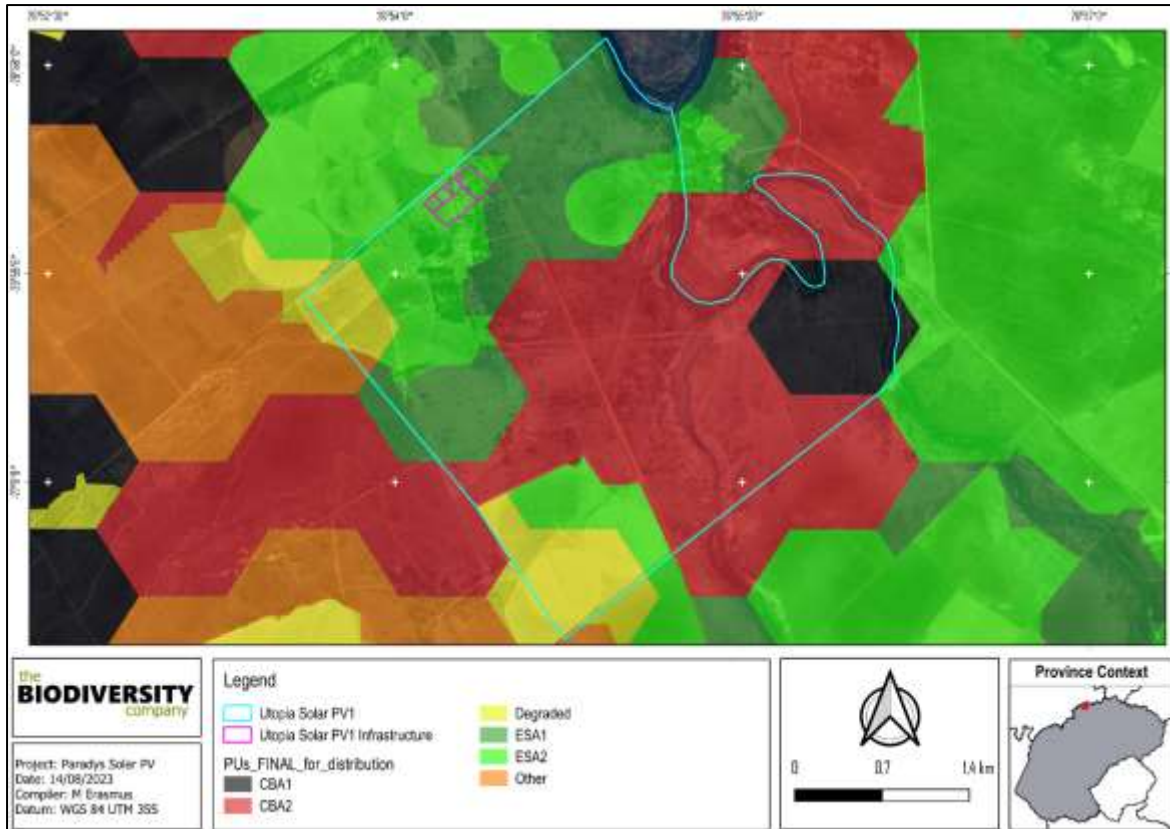 the
BIODIVERSITY
company
Project: Paradys Solar PV
Date: 14/08/2023
Compiler: M Erasmus
Datum: WGS 84 UTM 35S
Legend
Utopia Solar PV1
Utopia Solar PV1 Infrastructure
PUs_FINAL_for_distribution
CBA1
CBA2
Degraded
ESA1
ESA2
Other
0 0.7 1.4 km
Province Context